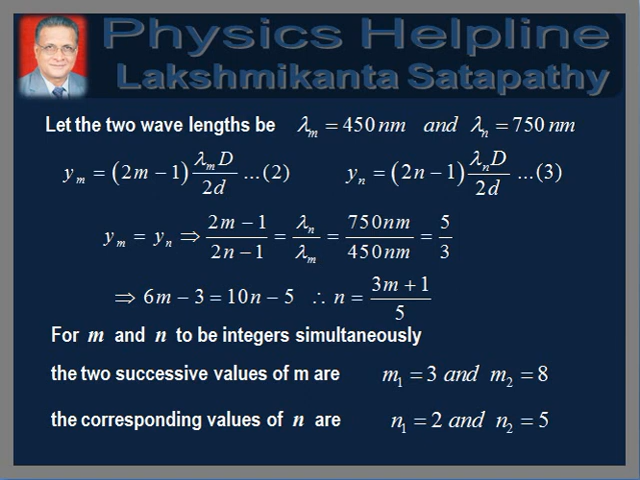 Physics Helpline
Lakshmikanta Satapathy
Let the two wave lengths be λₘ = 450 nm and λₙ = 750 nm
yₘ = (2m − 1) λₘD / 2d ...(2) yₙ = (2n − 1) λₙD / 2d ...(3)
yₘ = yₙ ⇒ (2m − 1)/(2n − 1) = λₙ/λₘ = 750nm/450nm = 5/3
⇒ 6m − 3 = 10n − 5 ∴ n = (3m + 1)/5
For m and n to be integers simultaneously
the two successive values of m are m₁ = 3 and m₂ = 8
the corresponding values of n are n₁ = 2 and n₂ = 5